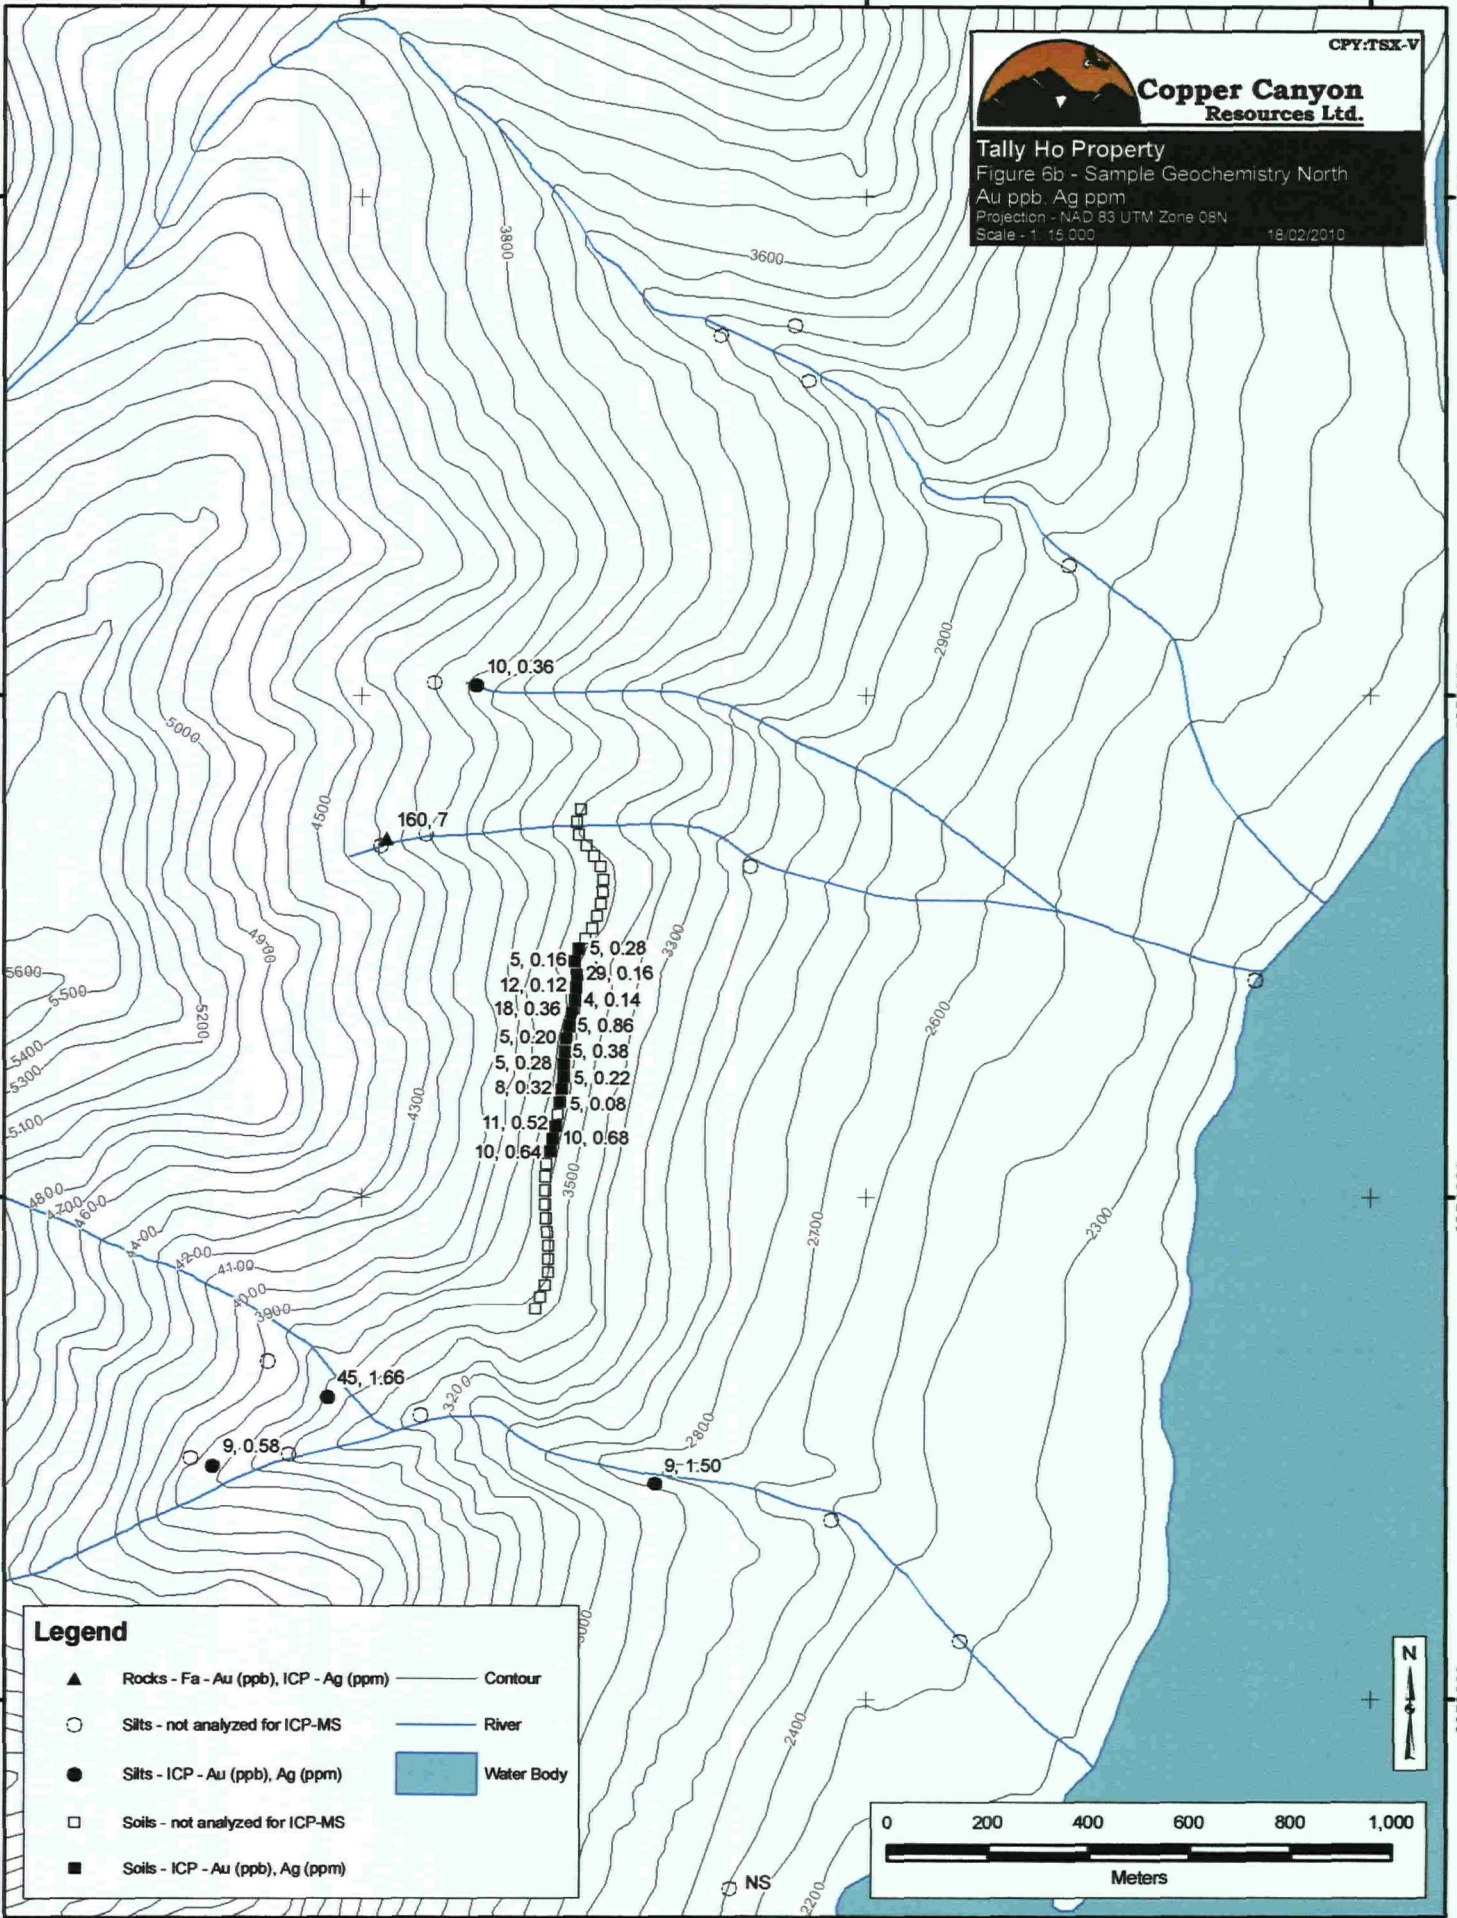 CPY:TSX-V
Copper Canyon
Resources Ltd.
Tally Ho Property
Figure 6b - Sample Geochemistry North
Au ppb, Ag ppm
Projection - NAD 83 UTM Zone 08N
Scale - 1: 15 000 18/02/2010
3800
3600
2900
10, 0.36
5000
4500
160, 7
4900
3300
5600
5500
5200
5400
5300
5100
5, 0.28
5, 0.16
29, 0.16
12, 0.12
4, 0.14
18, 0.36
5, 0.86
5, 0.20
5, 0.38
5, 0.28
5, 0.22
8, 0.32
5, 0.08
11, 0.52
10, 0.68
10, 0.64
2600
4300
3500
4800
4700
4600
4400
4200
4100
4000
3900
2700
2300
45, 1.66
3200
2800
9, 0.58
9, 1.50
3000
2400
2200
NS
Legend
Rocks - Fa - Au (ppb), ICP - Ag (ppm)
Contour
Silts - not analyzed for ICP-MS
River
Silts - ICP - Au (ppb), Ag (ppm)
Water Body
Soils - not analyzed for ICP-MS
Soils - ICP - Au (ppb), Ag (ppm)
N
0 200 400 600 800 1,000
Meters